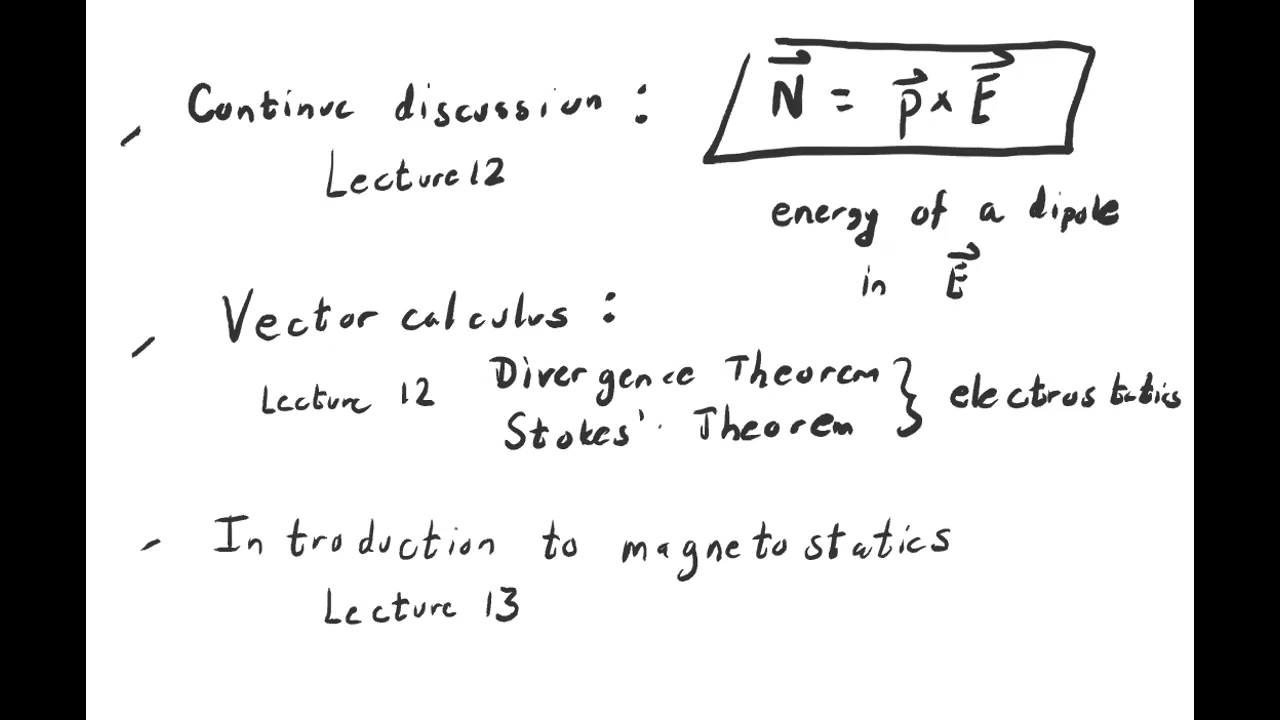 - Continue discussion :
Lecture 12
N⃗ = p⃗ × E⃗
energy of a dipole
in E⃗
- Vector calculus :
Lecture 12
Divergence Theorem
Stokes' Theorem
} electrostatics
- Introduction to magnetostatics
Lecture 13